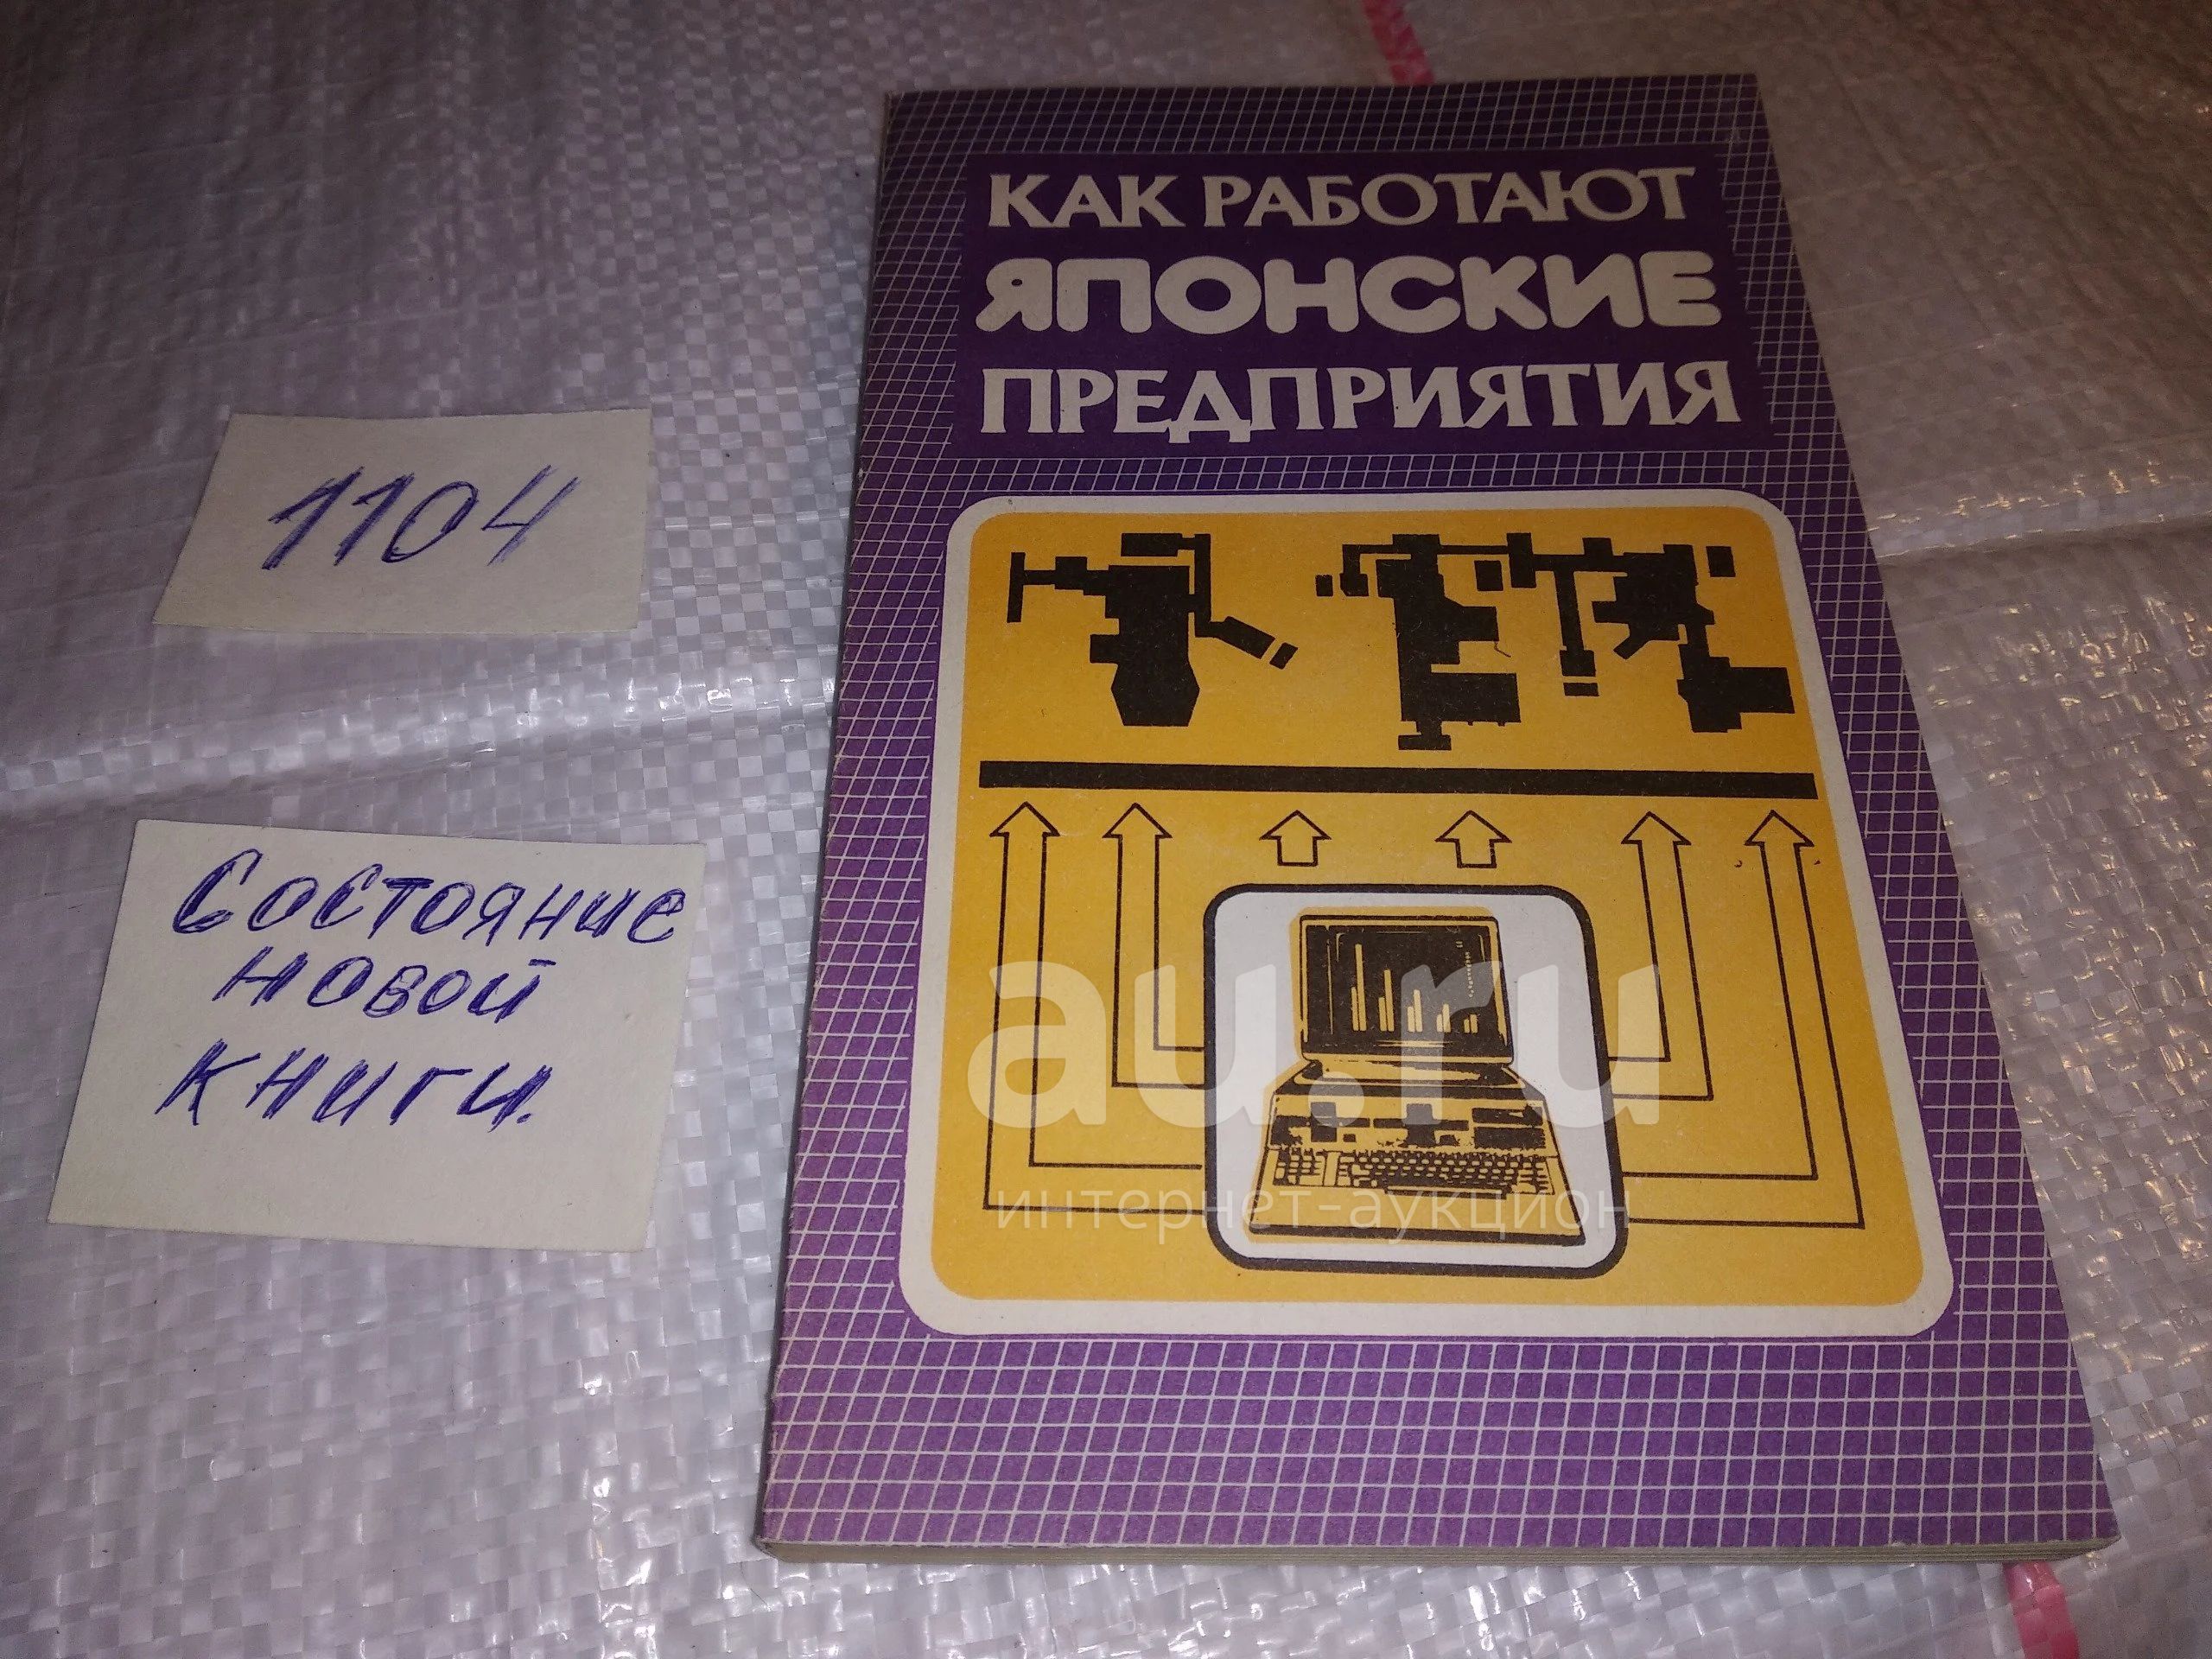 КАК РАБОТАЮТ
ЯПОНСКИЕ
ПРЕДПРИЯТИЯ
1104
Состояние
новой
книги.
au.ru
интернет-аукцион